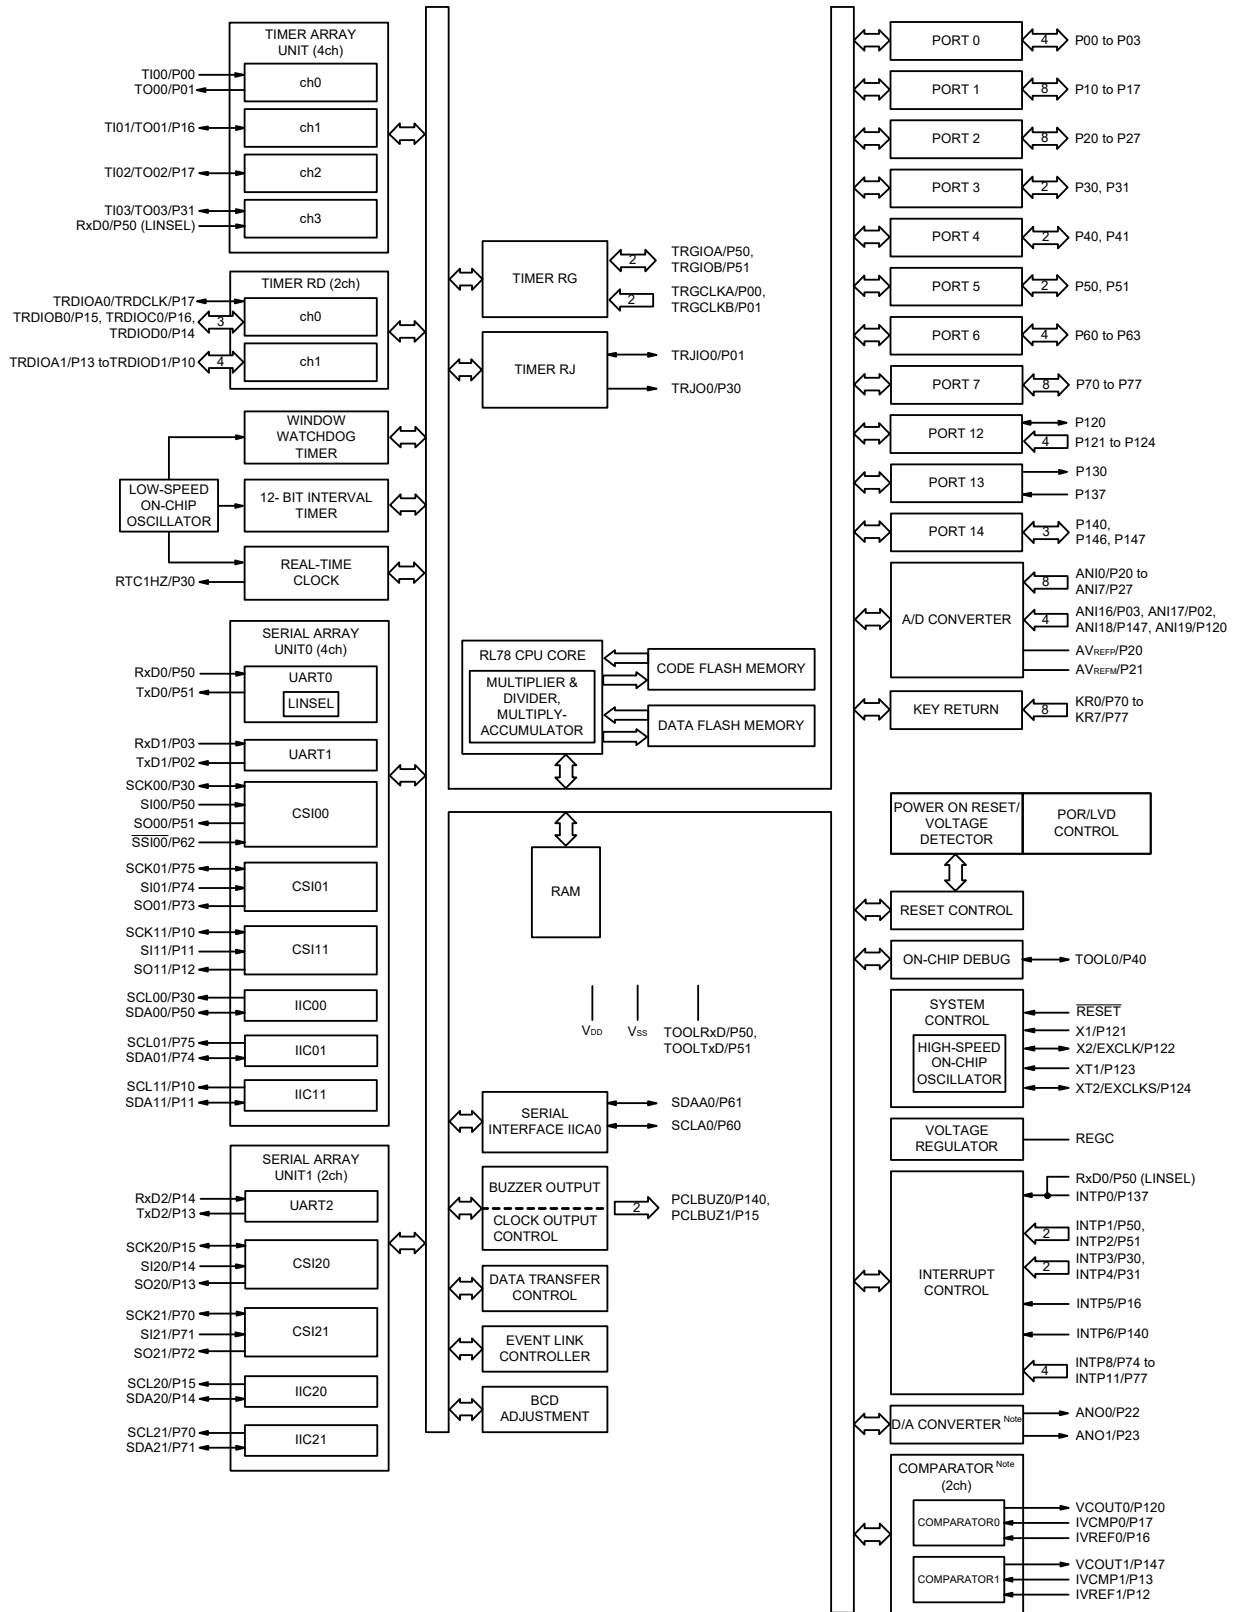 TIMER ARRAY
UNIT (4ch)
TI00/P00
TO00/P01
ch0
TI01/TO01/P16
ch1
TI02/TO02/P17
ch2
TI03/TO03/P31
RxD0/P50 (LINSEL)
ch3
TIMER RD (2ch)
TRDIOA0/TRDCLK/P17
TRDIOB0/P15, TRDIOC0/P16,
TRDIOD0/P14
3
ch0
TRDIOA1/P13 toTRDIOD1/P10
4
ch1
WINDOW
WATCHDOG
TIMER
LOW-SPEED
ON-CHIP
OSCILLATOR
12- BIT INTERVAL
TIMER
RTC1HZ/P30
REAL-TIME
CLOCK
SERIAL ARRAY
UNIT0 (4ch)
RxD0/P50
TxD0/P51
UART0
LINSEL
RxD1/P03
TxD1/P02
UART1
SCK00/P30
SI00/P50
SO00/P51
SSI00/P62
CSI00
SCK01/P75
SI01/P74
SO01/P73
CSI01
SCK11/P10
SI11/P11
SO11/P12
CSI11
SCL00/P30
SDA00/P50
IIC00
SCL01/P75
SDA01/P74
IIC01
SCL11/P10
SDA11/P11
IIC11
SERIAL ARRAY
UNIT1 (2ch)
RxD2/P14
TxD2/P13
UART2
SCK20/P15
SI20/P14
SO20/P13
CSI20
SCK21/P70
SI21/P71
SO21/P72
CSI21
SCL20/P15
SDA20/P14
IIC20
SCL21/P70
SDA21/P71
IIC21
TIMER RG
2
TRGIOA/P50,
TRGIOB/P51
2
TRGCLKA/P00,
TRGCLKB/P01
TIMER RJ
TRJIO0/P01
TRJO0/P30
RL78 CPU CORE
MULTIPLIER &
DIVIDER,
MULTIPLY-
ACCUMULATOR
CODE FLASH MEMORY
DATA FLASH MEMORY
RAM
VDD
VSS
TOOLRxD/P50,
TOOLTxD/P51
SERIAL
INTERFACE IICA0
SDAA0/P61
SCLA0/P60
BUZZER OUTPUT
CLOCK OUTPUT
CONTROL
2
PCLBUZ0/P140,
PCLBUZ1/P15
DATA TRANSFER
CONTROL
EVENT LINK
CONTROLLER
BCD
ADJUSTMENT
PORT 0
4
P00 to P03
PORT 1
8
P10 to P17
PORT 2
8
P20 to P27
PORT 3
2
P30, P31
PORT 4
2
P40, P41
PORT 5
2
P50, P51
PORT 6
4
P60 to P63
PORT 7
8
P70 to P77
PORT 12
P120
4
P121 to P124
PORT 13
P130
P137
PORT 14
3
P140,
P146, P147
A/D CONVERTER
8
ANI0/P20 to
ANI7/P27
4
ANI16/P03, ANI17/P02,
ANI18/P147, ANI19/P120
AVREFP/P20
AVREFM/P21
KEY RETURN
8
KR0/P70 to
KR7/P77
POWER ON RESET/
VOLTAGE
DETECTOR
POR/LVD
CONTROL
RESET CONTROL
ON-CHIP DEBUG
TOOL0/P40
SYSTEM
CONTROL
HIGH-SPEED
ON-CHIP
OSCILLATOR
RESET
X1/P121
X2/EXCLK/P122
XT1/P123
XT2/EXCLKS/P124
VOLTAGE
REGULATOR
REGC
INTERRUPT
CONTROL
RxD0/P50 (LINSEL)
INTP0/P137
2
INTP1/P50,
INTP2/P51
2
INTP3/P30,
INTP4/P31
INTP5/P16
INTP6/P140
4
INTP8/P74 to
INTP11/P77
D/A CONVERTER Note
ANO0/P22
ANO1/P23
COMPARATOR Note
(2ch)
COMPARATOR0
VCOUT0/P120
IVCMP0/P17
IVREF0/P16
COMPARATOR1
VCOUT1/P147
IVCMP1/P13
IVREF1/P12